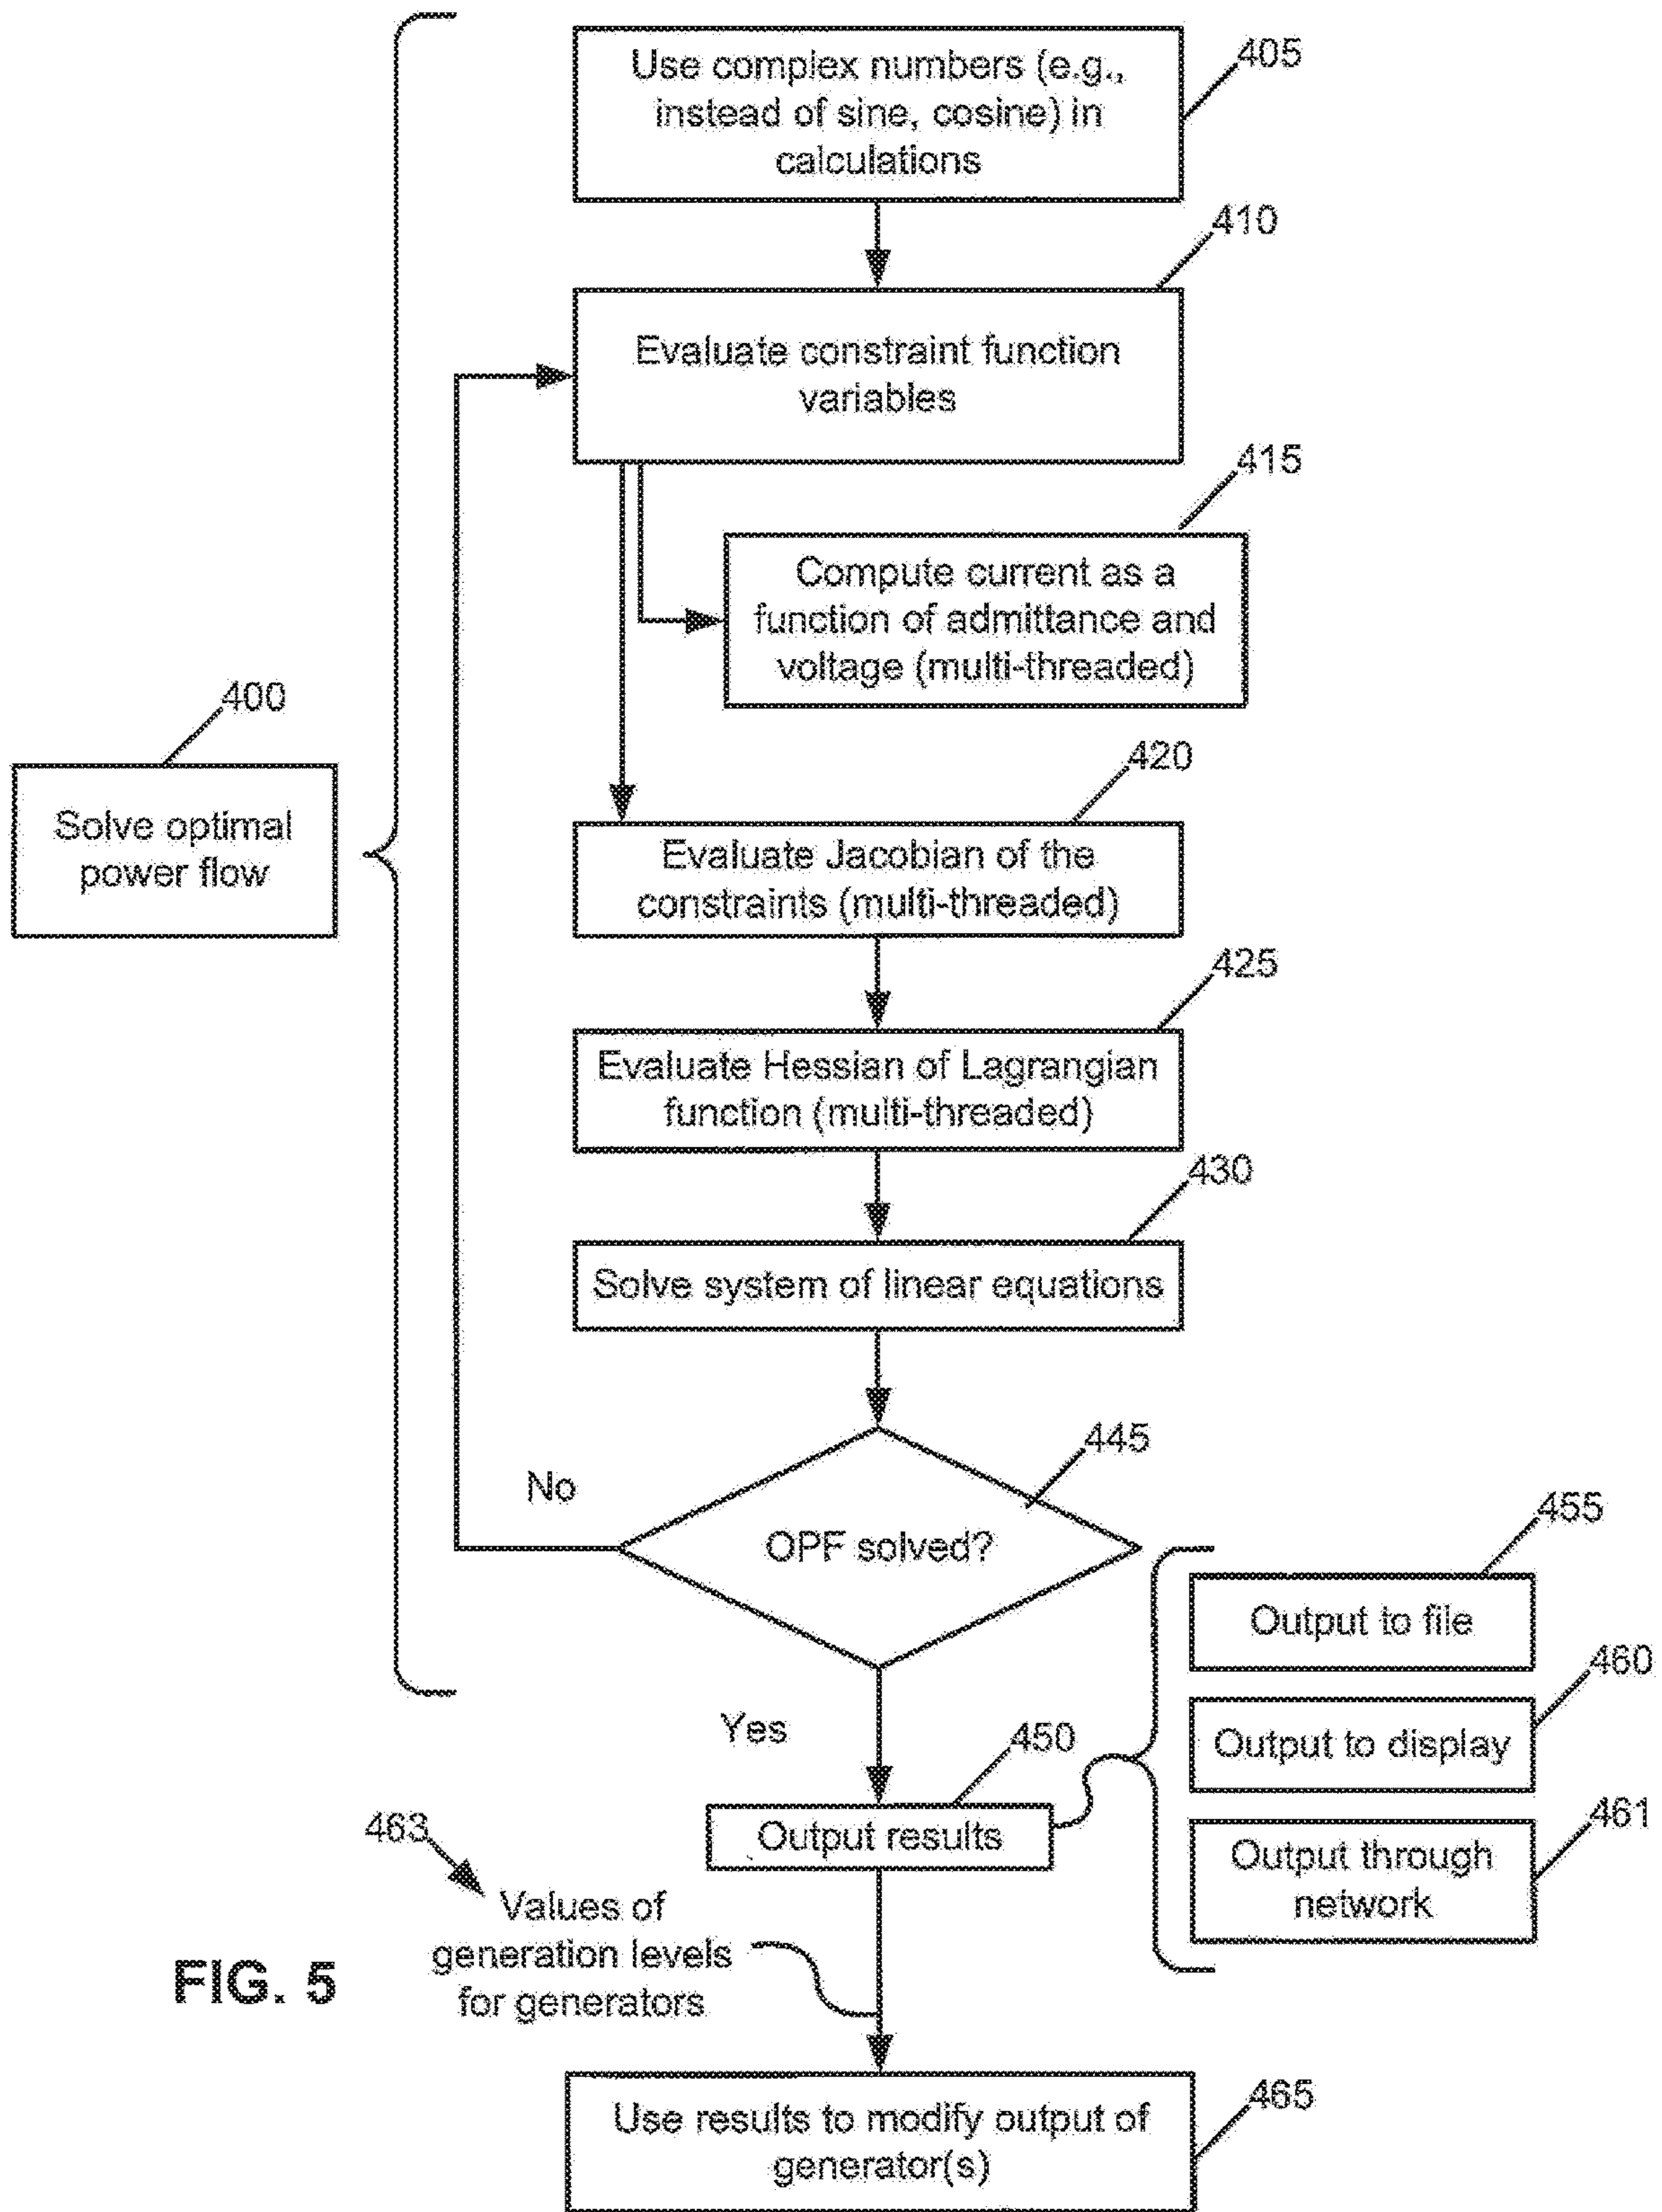 Use complex numbers (e.g.,
instead of sine, cosine) in
calculations
405
410
Evaluate constraint function
variables
415
Compute current as a
function of admittance and
voltage (multi-threaded)
400
Solve optimal
power flow
420
Evaluate Jacobian of the
constraints (multi-threaded)
425
Evaluate Hessian of Lagrangian
function (multi-threaded)
430
Solve system of linear equations
445
No
OPF solved?
455
Output to file
460
Output to display
Yes
450
Output results
461
Output through
network
463
Values of
generation levels
for generators
FIG. 5
465
Use results to modify output of
generator(s)